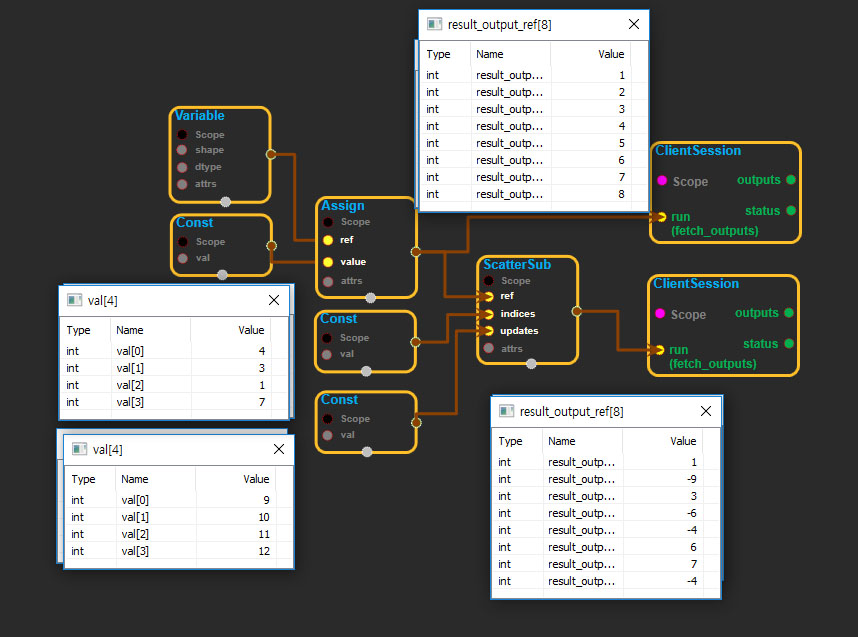 result_output_ref[8]
Type Name Value
int result_outp... 1
int result_outp... 2
int result_outp... 3
int result_outp... 4
int result_outp... 5
int result_outp... 6
int result_outp... 7
int result_outp... 8
Variable
Scope
shape
dtype
attrs
Const
Scope
val
Assign
Scope
ref
value
attrs
ClientSession
Scope outputs
status
run
(fetch_outputs)
ScatterSub
Scope
ref
indices
updates
attrs
ClientSession
Scope outputs
status
run
(fetch_outputs)
Const
Scope
val
Const
Scope
val
val[4]
Type Name Value
int val[0] 4
int val[1] 3
int val[2] 1
int val[3] 7
val[4]
Type Name Value
int val[0] 9
int val[1] 10
int val[2] 11
int val[3] 12
result_output_ref[8]
Type Name Value
int result_outp... 1
int result_outp... -9
int result_outp... 3
int result_outp... -6
int result_outp... -4
int result_outp... 6
int result_outp... 7
int result_outp... -4